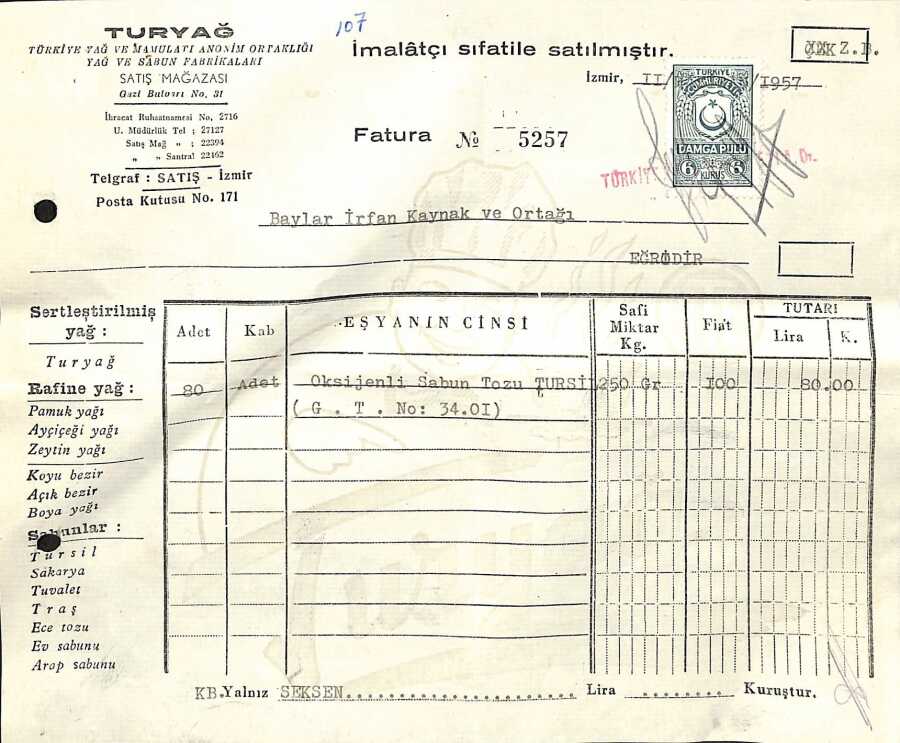 TURYAĞ
TÜRKİYE YAĞ VE MAMULATI ANONİM ORTAKLIĞI
YAĞ VE SABUN FABRİKALARI
SATIŞ MAĞAZASI
Gazi Bulvarı No. 31
İhracat Ruhsatnamesi No, 2716
U. Müdürlük Tel : 27127
Satış Mağ „ : 22394
„ „ Santral 22462
Telgraf : SATIŞ - İzmir
Posta Kutusu No. 171
107
İmalâtçı sıfatile satılmıştır.
Z.B.
İzmir, II/ /1957
Fatura № 5257
TÜRKİYE CUMHURİYETİ
DAMGA PULU
6 KURUŞ 6
TÜRKİYE
Baylar İrfan Kaynak ve Ortağı
EĞRİDİR
Sertleştirilmiş
yağ :
Turyağ
Rafine yağ :
Pamuk yağı
Ayçiçeği yağı
Zeytin yağı
Koyu bezir
Açık bezir
Boya yağı
Sabunlar :
Tursil
Sakarya
Tuvalet
Traş
Ece tozu
Ev sabunu
Arap sabunu
Adet Kab EŞYANIN CİNSİ Safi Miktar Kg. Fiat TUTARI Lira K.
80 Adet Oksijenli Sabun Tozu TURSİL 250 Gr 100 80.00
( G . T . No: 34.0I)
KB.Yalnız SEKSEN Lira Kuruştur.